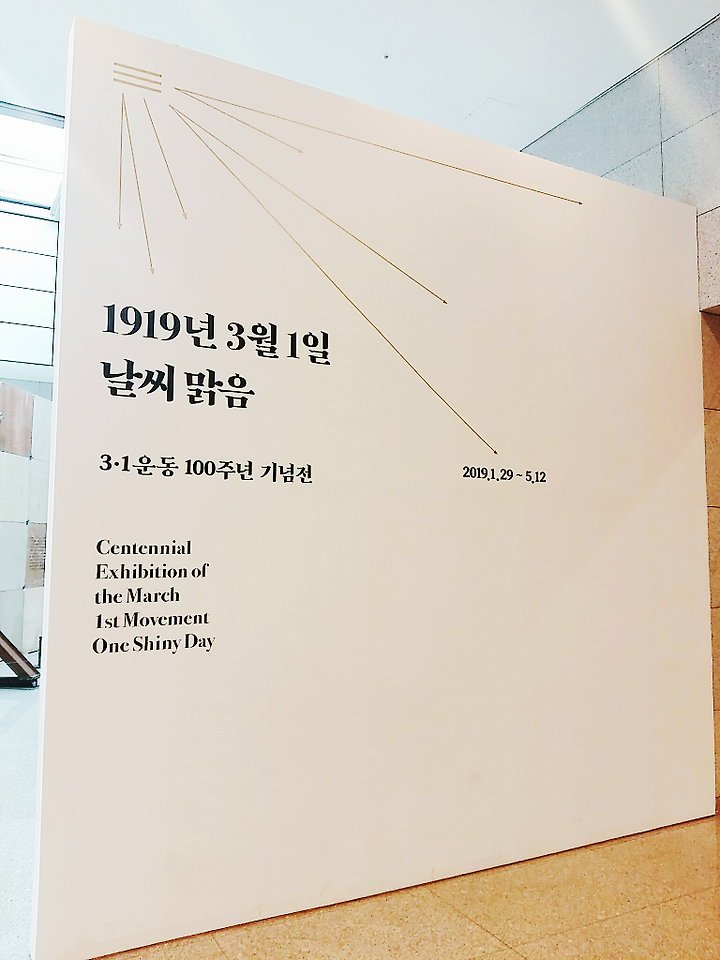 1919년 3월 1일
날씨 맑음
3·1운동 100주년 기념전
2019.1.29 ~ 5.12
Centennial
Exhibition of
the March
1st Movement
One Shiny Day